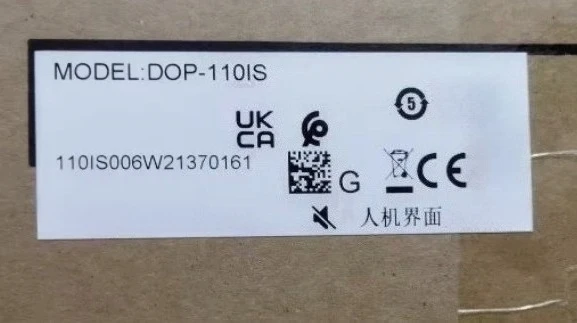 MODEL:DOP-110IS
UK
CA
5
110IS006W21370161
G
CE
人机界面